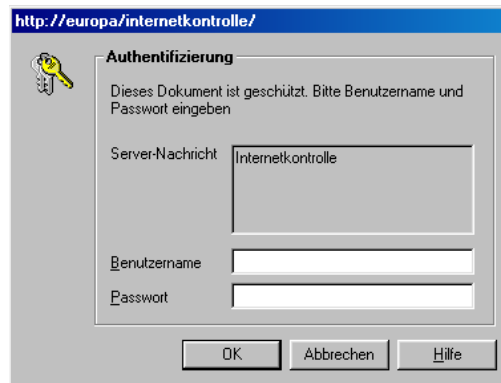 http://europa/internetkontrolle/
Authentifizierung
Dieses Dokument ist geschützt. Bitte Benutzername und
Passwort eingeben
Server-Nachricht
Internetkontrolle
Benutzername
Passwort
OK
Abbrechen
Hilfe